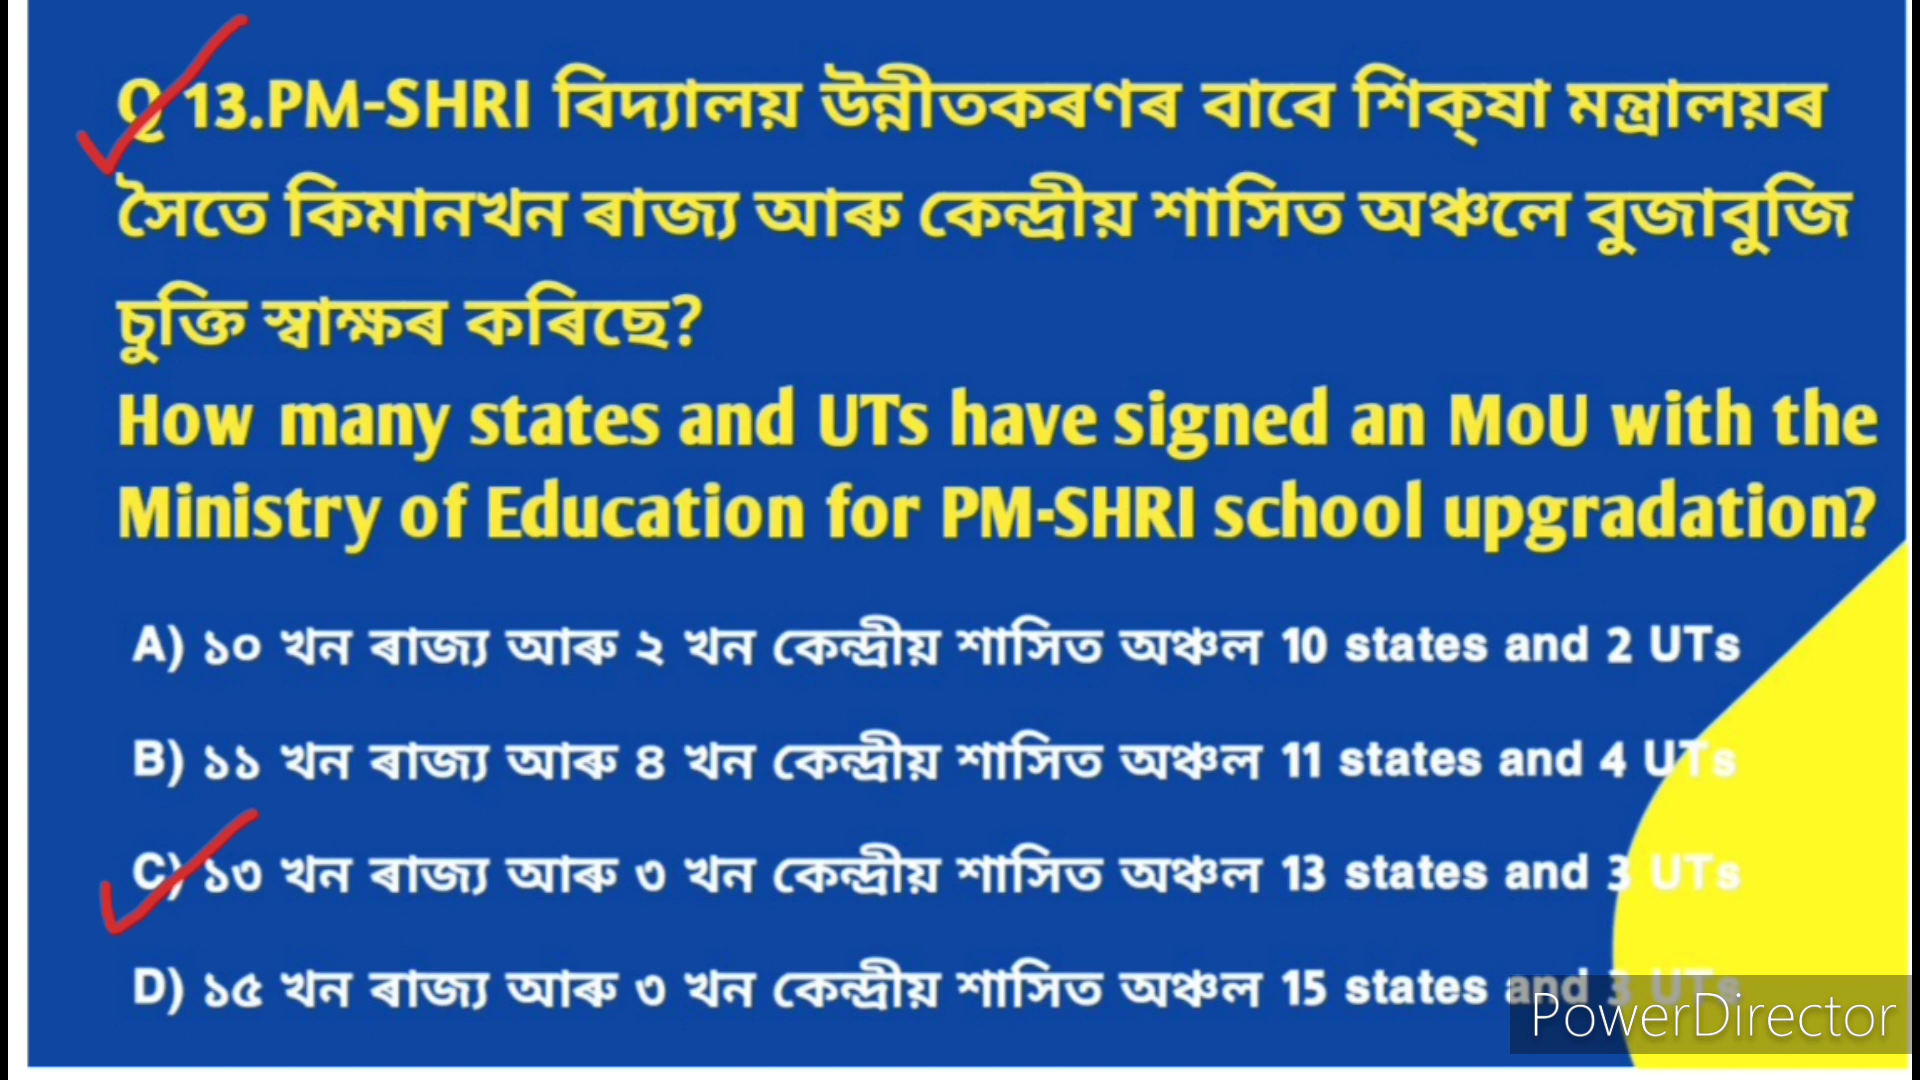 Q 13.PM-SHRI বিদ্যালয় উন্নীতকৰণৰ বাবে শিক্‌ষা মন্ত্ৰালয়ৰ
সৈতে কিমানখন ৰাজ্য আৰু কেন্দ্ৰীয় শাসিত অঞ্চলে বুজাবুজি
চুক্তি স্বাক্ষৰ কৰিছে?
How many states and UTs have signed an MoU with the
Ministry of Education for PM-SHRI school upgradation?
A) ১০ খন ৰাজ্য আৰু ২ খন কেন্দ্ৰীয় শাসিত অঞ্চল 10 states and 2 UTs
B) ১১ খন ৰাজ্য আৰু ৪ খন কেন্দ্ৰীয় শাসিত অঞ্চল 11 states and 4 UTs
C) ১৩ খন ৰাজ্য আৰু ৩ খন কেন্দ্ৰীয় শাসিত অঞ্চল 13 states and 3 UTs
D) ১৫ খন ৰাজ্য আৰু ৩ খন কেন্দ্ৰীয় শাসিত অঞ্চল 15 states and 3 UTs
PowerDirector